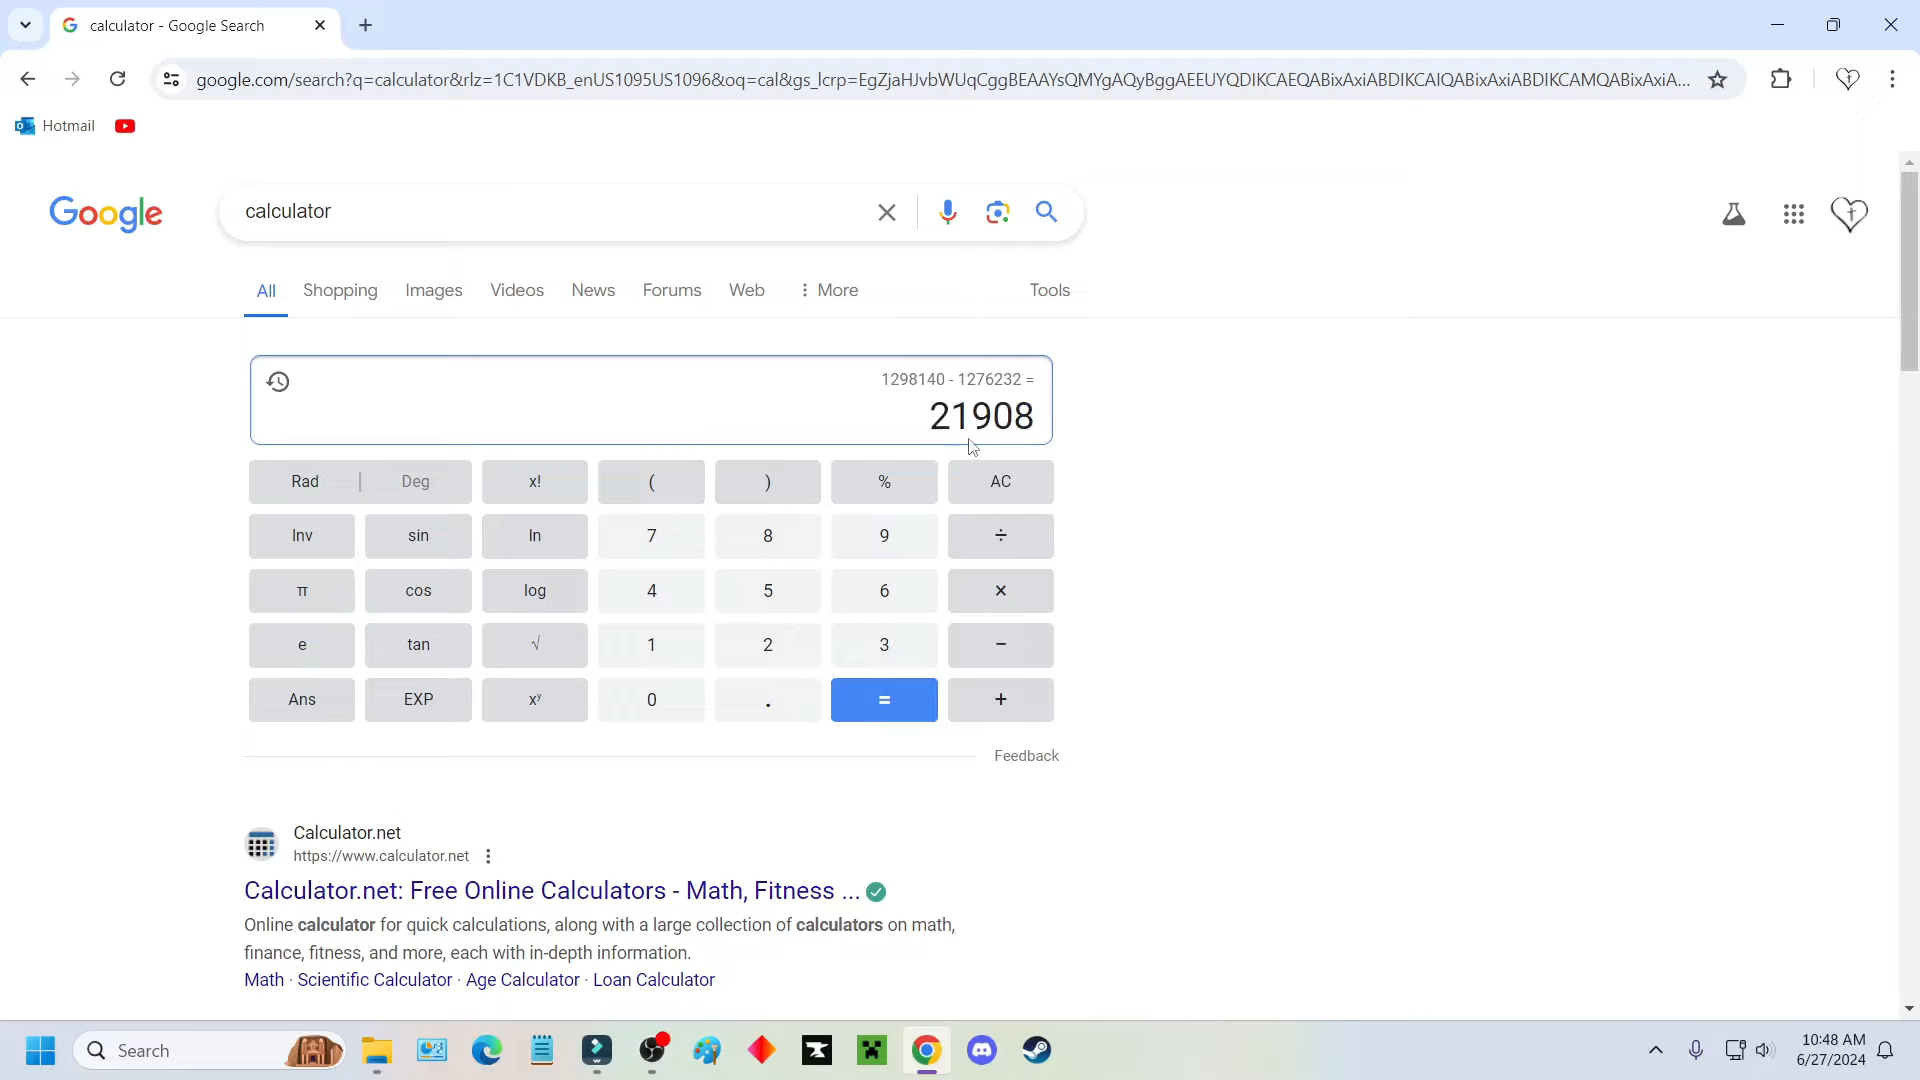 calculator - Google Search
google.com/search?q=calculator&rlz=1C1VDKB_enUS1095US1096&oq=cal&gs_lcrp=EgZjaHJvbWUqCggBEAAYsQMYgAQyBggAEEUYQDIKCAEQABixAxiABDIKCAIQABixAxiABDIKCAMQABixAxiA...
Hotmail
Google
calculator
All Shopping Images Videos News Forums Web More Tools
1298140 - 1276232 =
21908
Rad | Deg x! ( ) % AC
Inv sin ln 7 8 9 ÷
π cos log 4 5 6 ×
e tan √ 1 2 3 −
Ans EXP xʸ 0 . = +
Feedback
Calculator.net
https://www.calculator.net
Calculator.net: Free Online Calculators - Math, Fitness ...
Online calculator for quick calculations, along with a large collection of calculators on math,
finance, fitness, and more, each with in-depth information.
Math · Scientific Calculator · Age Calculator · Loan Calculator
Search
10:48 AM
6/27/2024